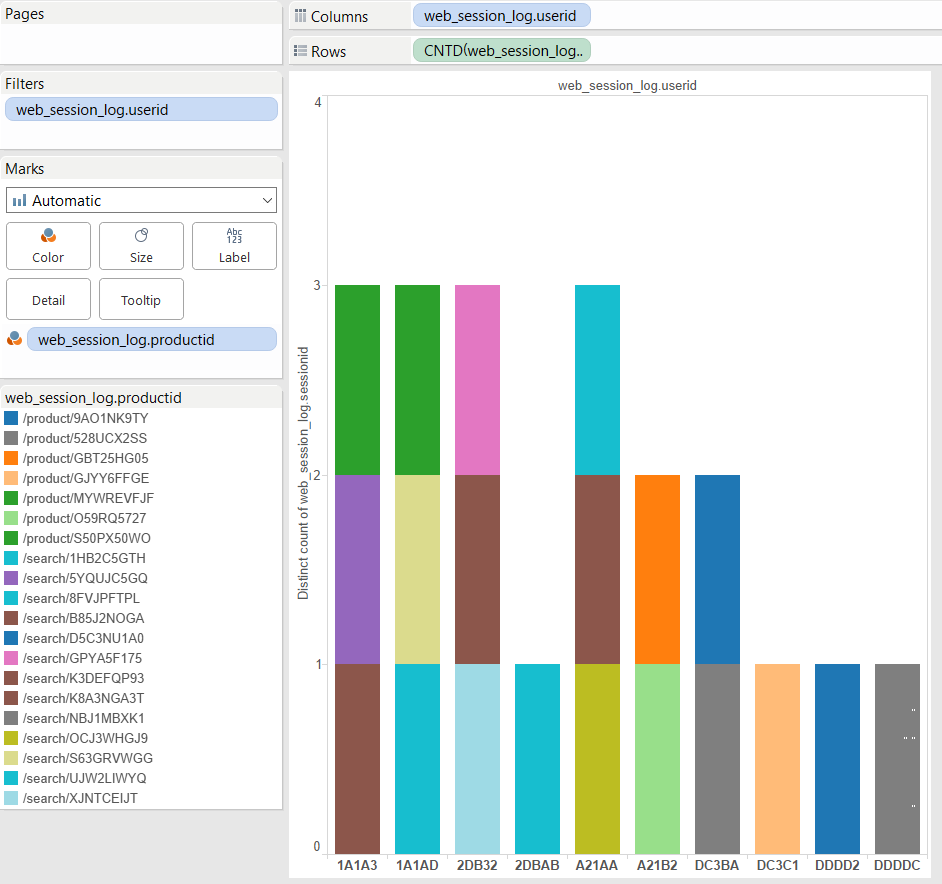 Pages
Columns
web_session_log.userid
Rows
CNTD(web_session_log..
Filters
web_session_log.userid
Marks
Automatic
Color
Size
Abc
123
Label
Detail
Tooltip
web_session_log.productid
web_session_log.productid
/product/9AO1NK9TY
/product/528UCX2SS
/product/GBT25HG05
/product/GJYY6FFGE
/product/MYWREVFJF
/product/O59RQ5727
/product/S50PX50WO
/search/1HB2C5GTH
/search/5YQUJC5GQ
/search/8FVJPFTPL
/search/B85J2NOGA
/search/D5C3NU1A0
/search/GPYA5F175
/search/K3DEFQP93
/search/K8A3NGA3T
/search/NBJ1MBXK1
/search/OCJ3WHGJ9
/search/S63GRVWGG
/search/UJW2LIWYQ
/search/XJNTCEIJT
web_session_log.userid
Distinct count of web_session_log.sessionid
4
3
2
1
0
1A1A3 1A1AD 2DB32 2DBAB A21AA A21B2 DC3BA DC3C1 DDDD2 DDDDC